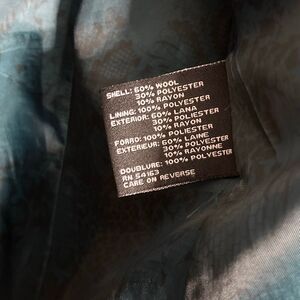 SHELL: 60% WOOL
30% POLYESTER
10% RAYON
LINING: 100% POLYESTER
EXTERIOR: 60% LANA
30% POLIESTER
10% RAYON
FORRO: 100% POLIESTER
EXTERIEUR: 60% LAINE
30% POLYESTER
10% RAYONNE
DOUBLURE: 100% POLYESTER
RN 54163
CARE ON REVERSE